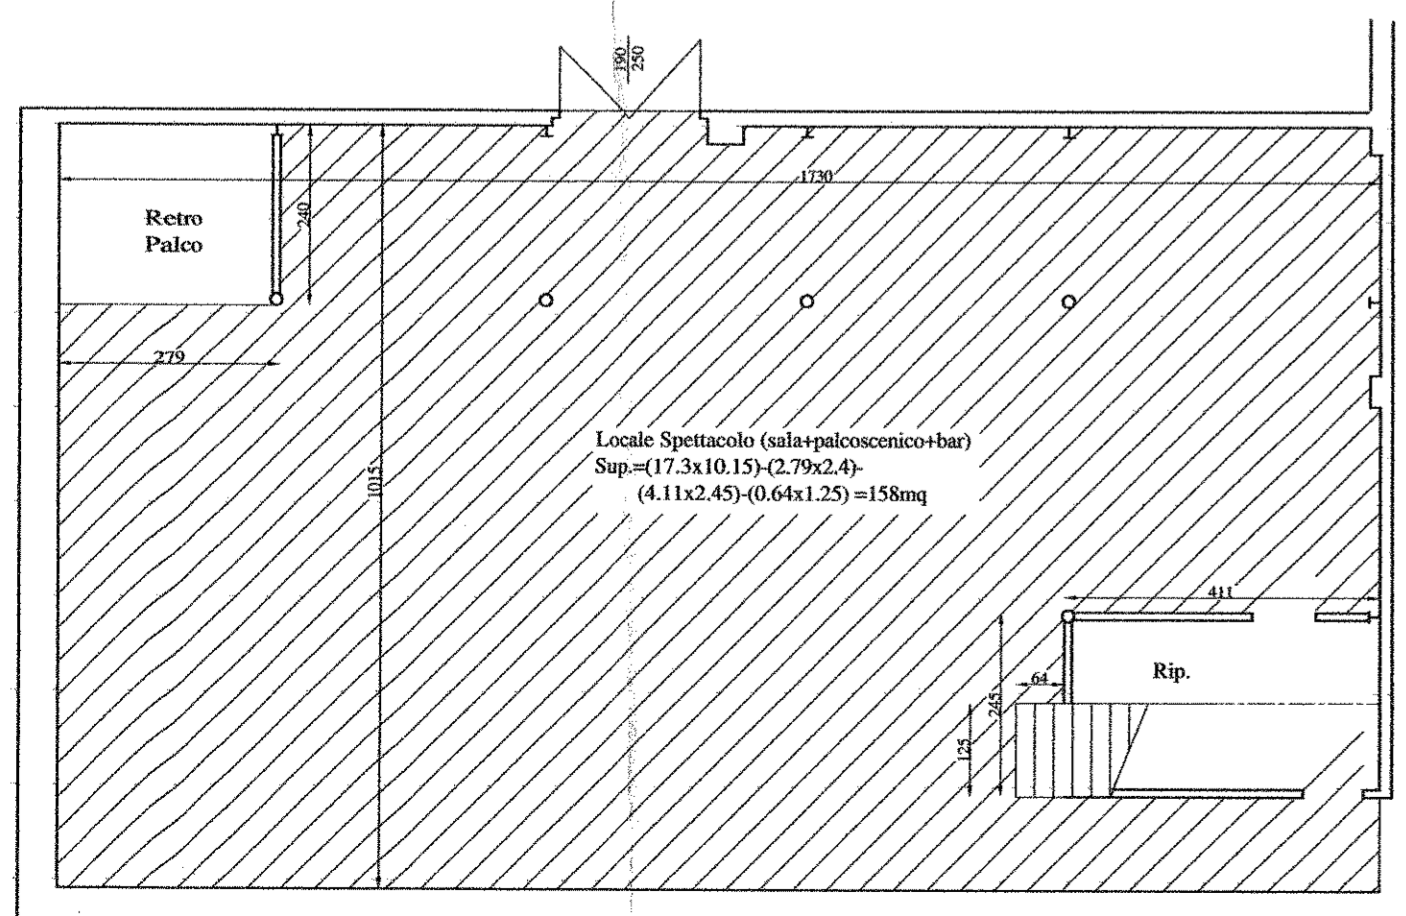 190
250
1730
Retro
Palco
240
279
1015
Locale Spettacolo (sala+palcoscenico+bar)
Sup.=(17.3x10.15)-(2.79x2.4)-
(4.11x2.45)-(0.64x1.25) =158mq
411
Rip.
64
245
125